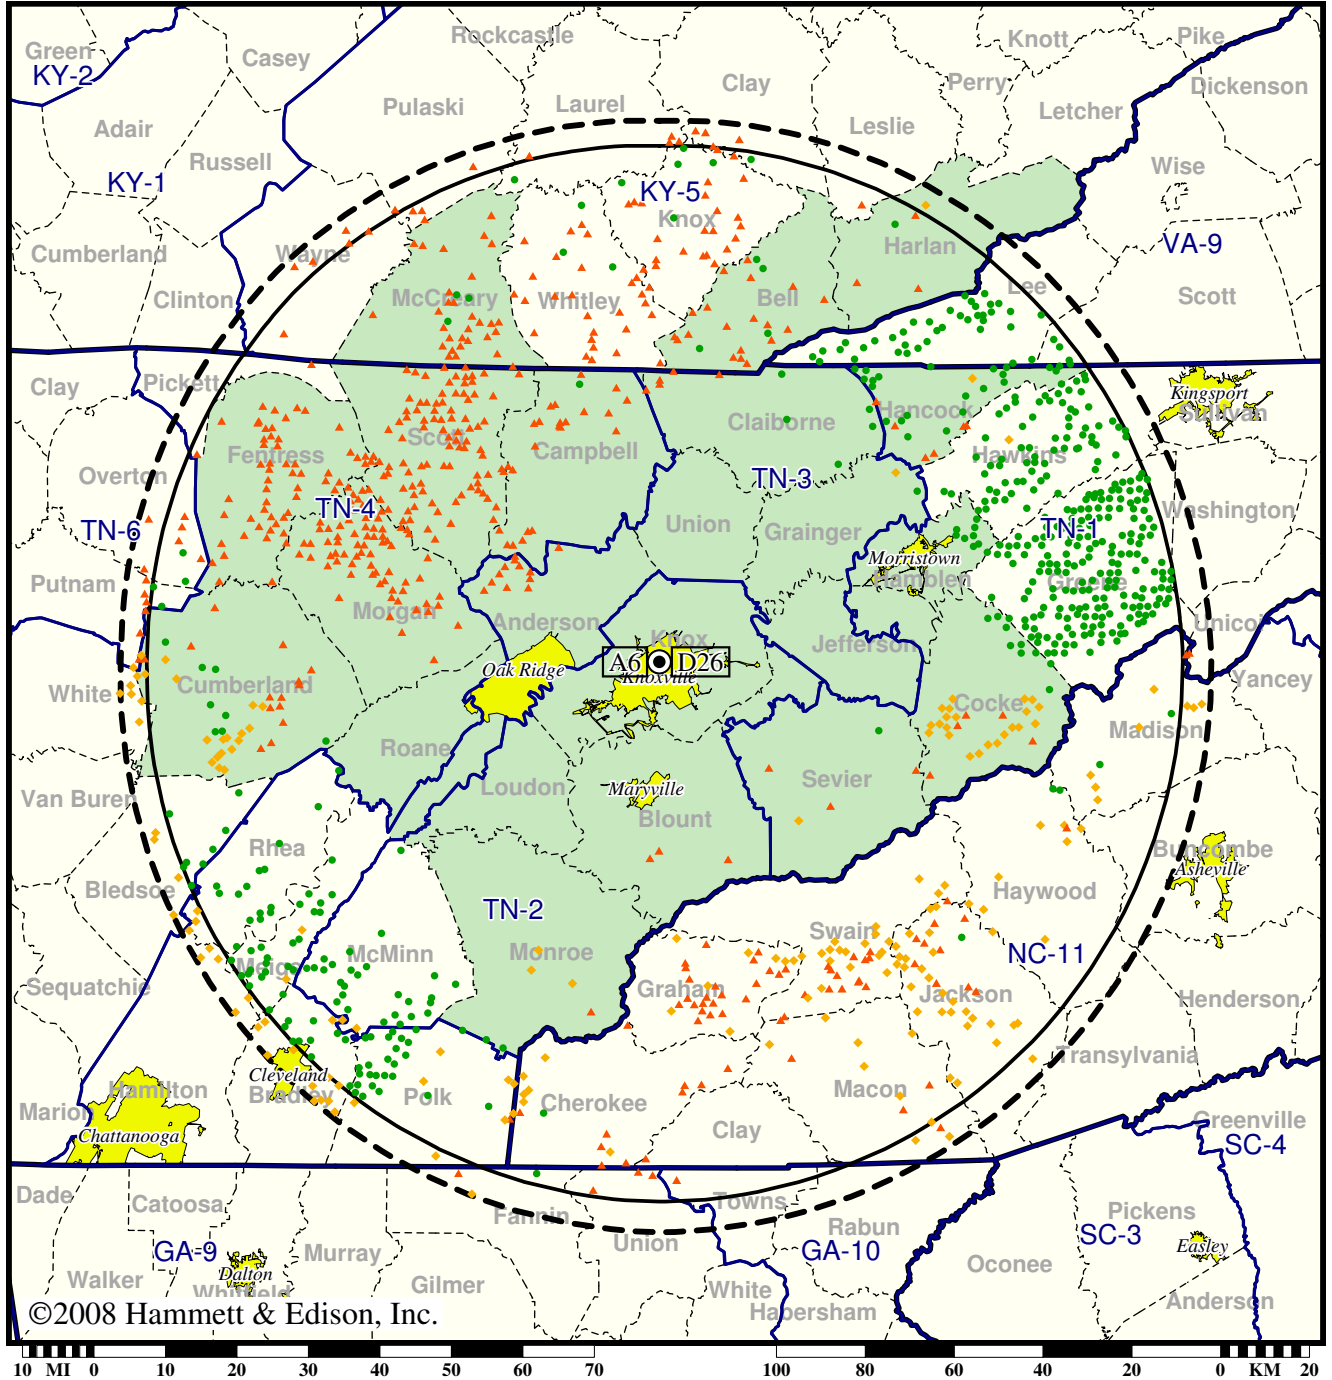 Green
KY-2
Casey
Rockcastle
Knott
Pike
Dickenson
Adair
Pulaski
Laurel
Clay
Perry
Letcher
Leslie
Russell
KY-1
KY-5
Knox
Wise
Cumberland
Wayne
Harlan
VA-9
Clinton
McCreary
Whitley
Bell
Lee
Scott
Clay
Pickett
Kingsport
Sullivan
Fentress
Scott
Campbell
Claiborne
Hancock
Hawkins
Overton
TN-4
TN-3
TN-6
Union
Grainger
TN-1
Washington
Putnam
Morristown
Hamblen
Greene
Morgan
Anderson
Knox
Jefferson
Unicoi
White
Cumberland
Oak Ridge
A6 D26
Knoxville
Yancey
Cocke
Madison
Roane
Van Buren
Loudon
Maryville
Sevier
Blount
Rhea
Buncombe
Asheville
Bledsoe
Haywood
TN-2
Swain
McMinn
Monroe
NC-11
Meigs
Sequatchie
Graham
Jackson
Henderson
Transylvania
Cleveland
Hamilton
Bradley
Polk
Cherokee
Macon
Marion
Chattanooga
Clay
Greenville
SC-4
Dade
Catoosa
Fannin
Towns
Rabun
Pickens
SC-3
GA-9
Murray
Union
GA-10
Easley
Dalton
Walker
Whitfield
Gilmer
White
Habersham
Oconee
Anderson
©2008 Hammett & Edison, Inc.
10 MI 0 10 20 30 40 50 60 70 100 80 60 40 20 0 KM 20